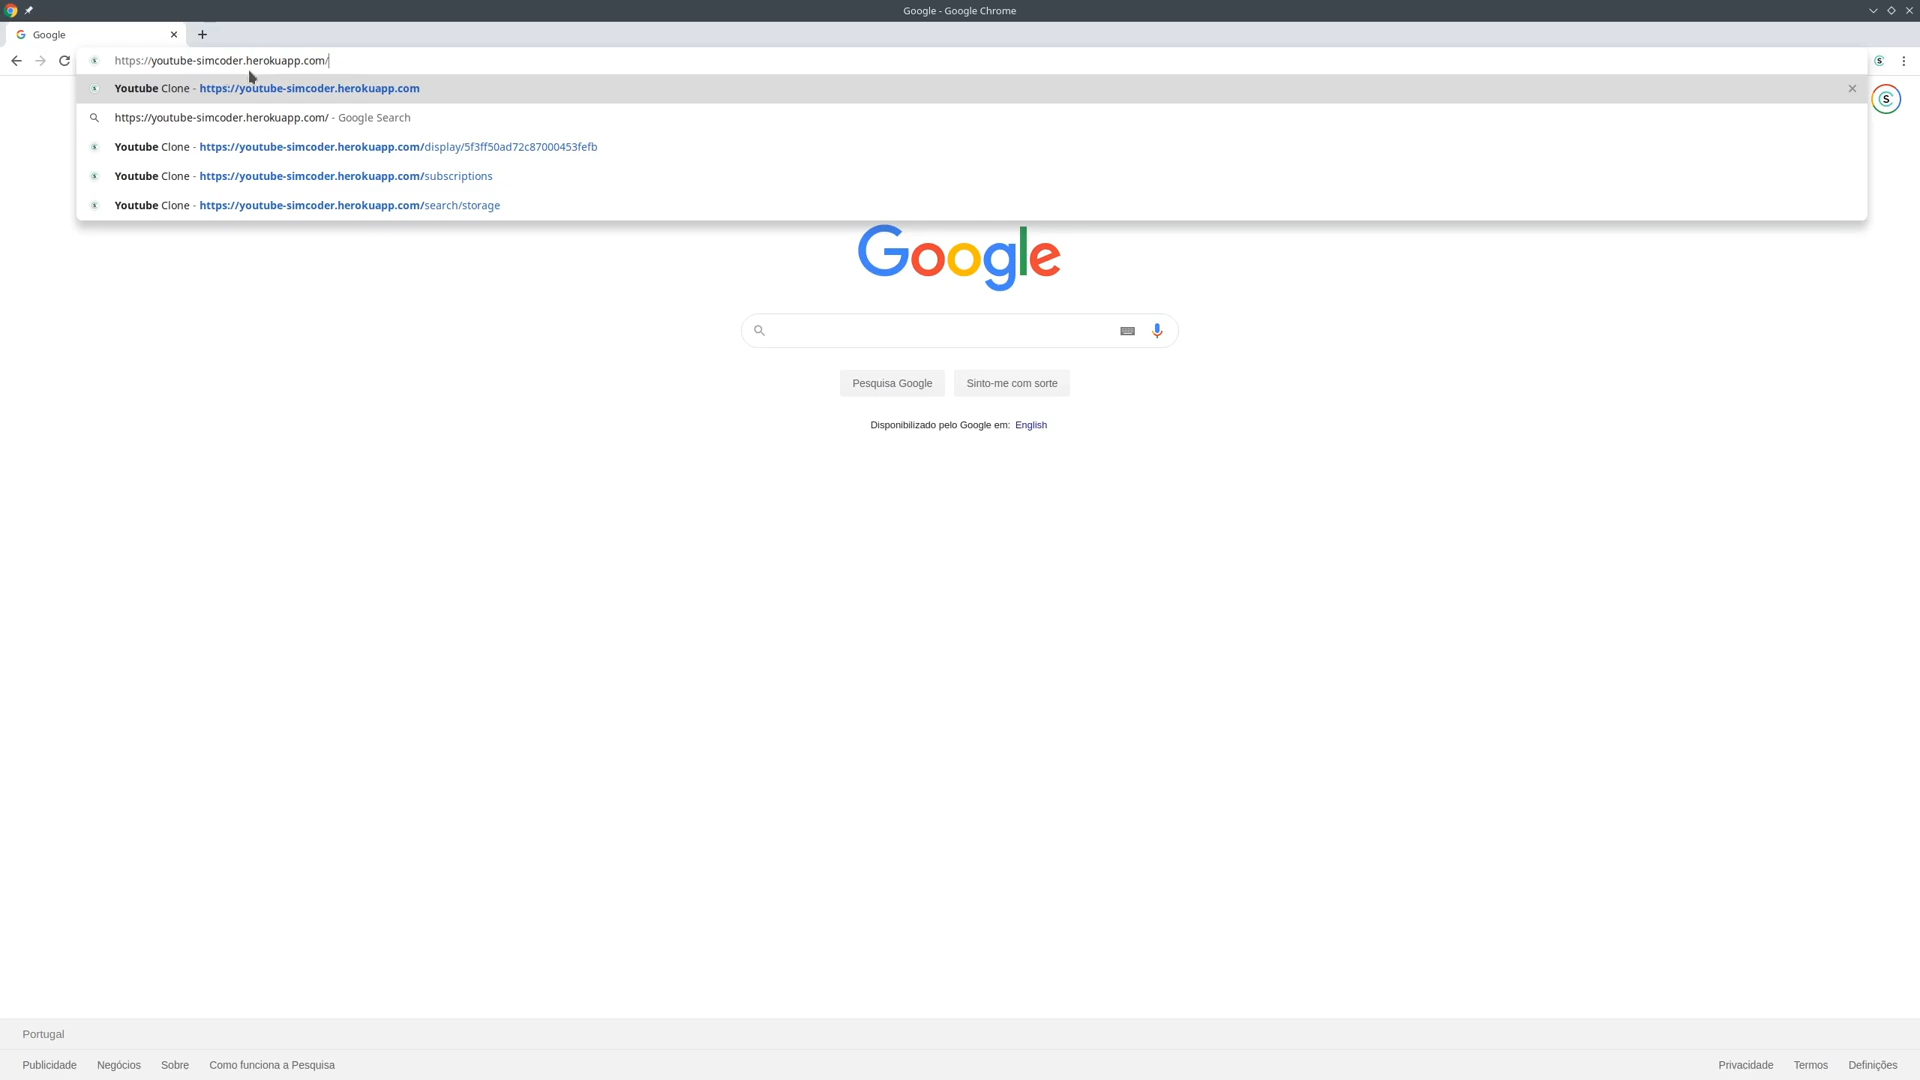 Google - Google Chrome
Google
https://youtube-simcoder.herokuapp.com/
Youtube Clone - https://youtube-simcoder.herokuapp.com
https://youtube-simcoder.herokuapp.com/ - Google Search
Youtube Clone - https://youtube-simcoder.herokuapp.com/display/5f3ff50ad72c87000453fefb
Youtube Clone - https://youtube-simcoder.herokuapp.com/subscriptions
Youtube Clone - https://youtube-simcoder.herokuapp.com/search/storage
Google
Pesquisa Google Sinto-me com sorte
Disponibilizado pelo Google em: English
Portugal
Publicidade Negócios Sobre Como funciona a Pesquisa Privacidade Termos Definições